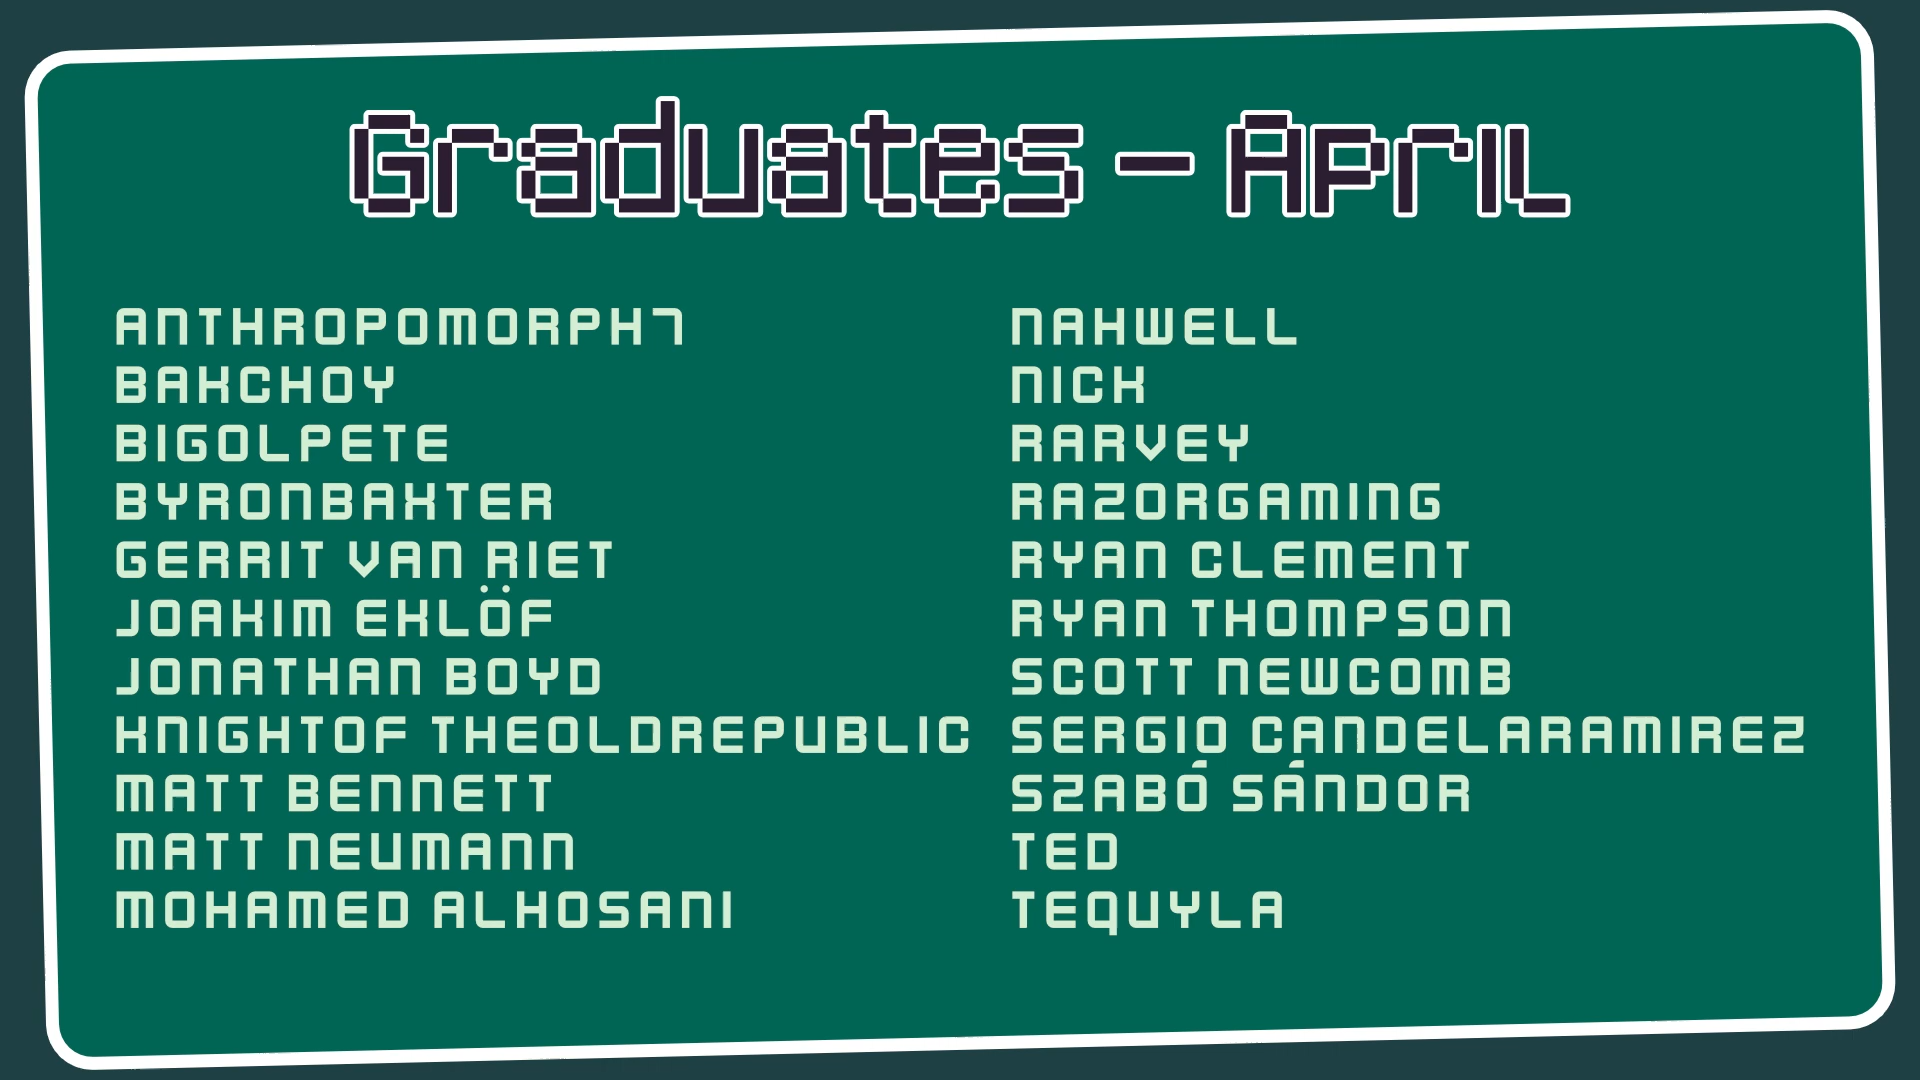 Graduates – April
ANTHROPOMORPH7
BAKCHOY
BIGOLPETE
BYRONBAXTER
GERRIT VAN RIET
JOAKIM EKLÖF
JONATHAN BOYD
KNIGHTOF THEOLDREPUBLIC
MATT BENNETT
MATT NEUMANN
MOHAMED ALHOSANI
NAHWELL
NICK
RARVEY
RAZORGAMING
RYAN CLEMENT
RYAN THOMPSON
SCOTT NEWCOMB
SERGIO CANDELARAMIREZ
SZABÓ SÁNDOR
TED
TEQUYLA